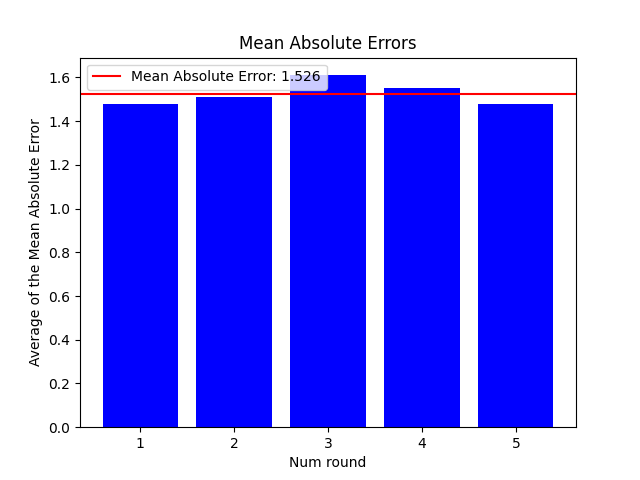 Mean Absolute Errors
Mean Absolute Error: 1.526
Average of the Mean Absolute Error
1.6
1.4
1.2
1.0
0.8
0.6
0.4
0.2
0.0
1 2 3 4 5
Num round